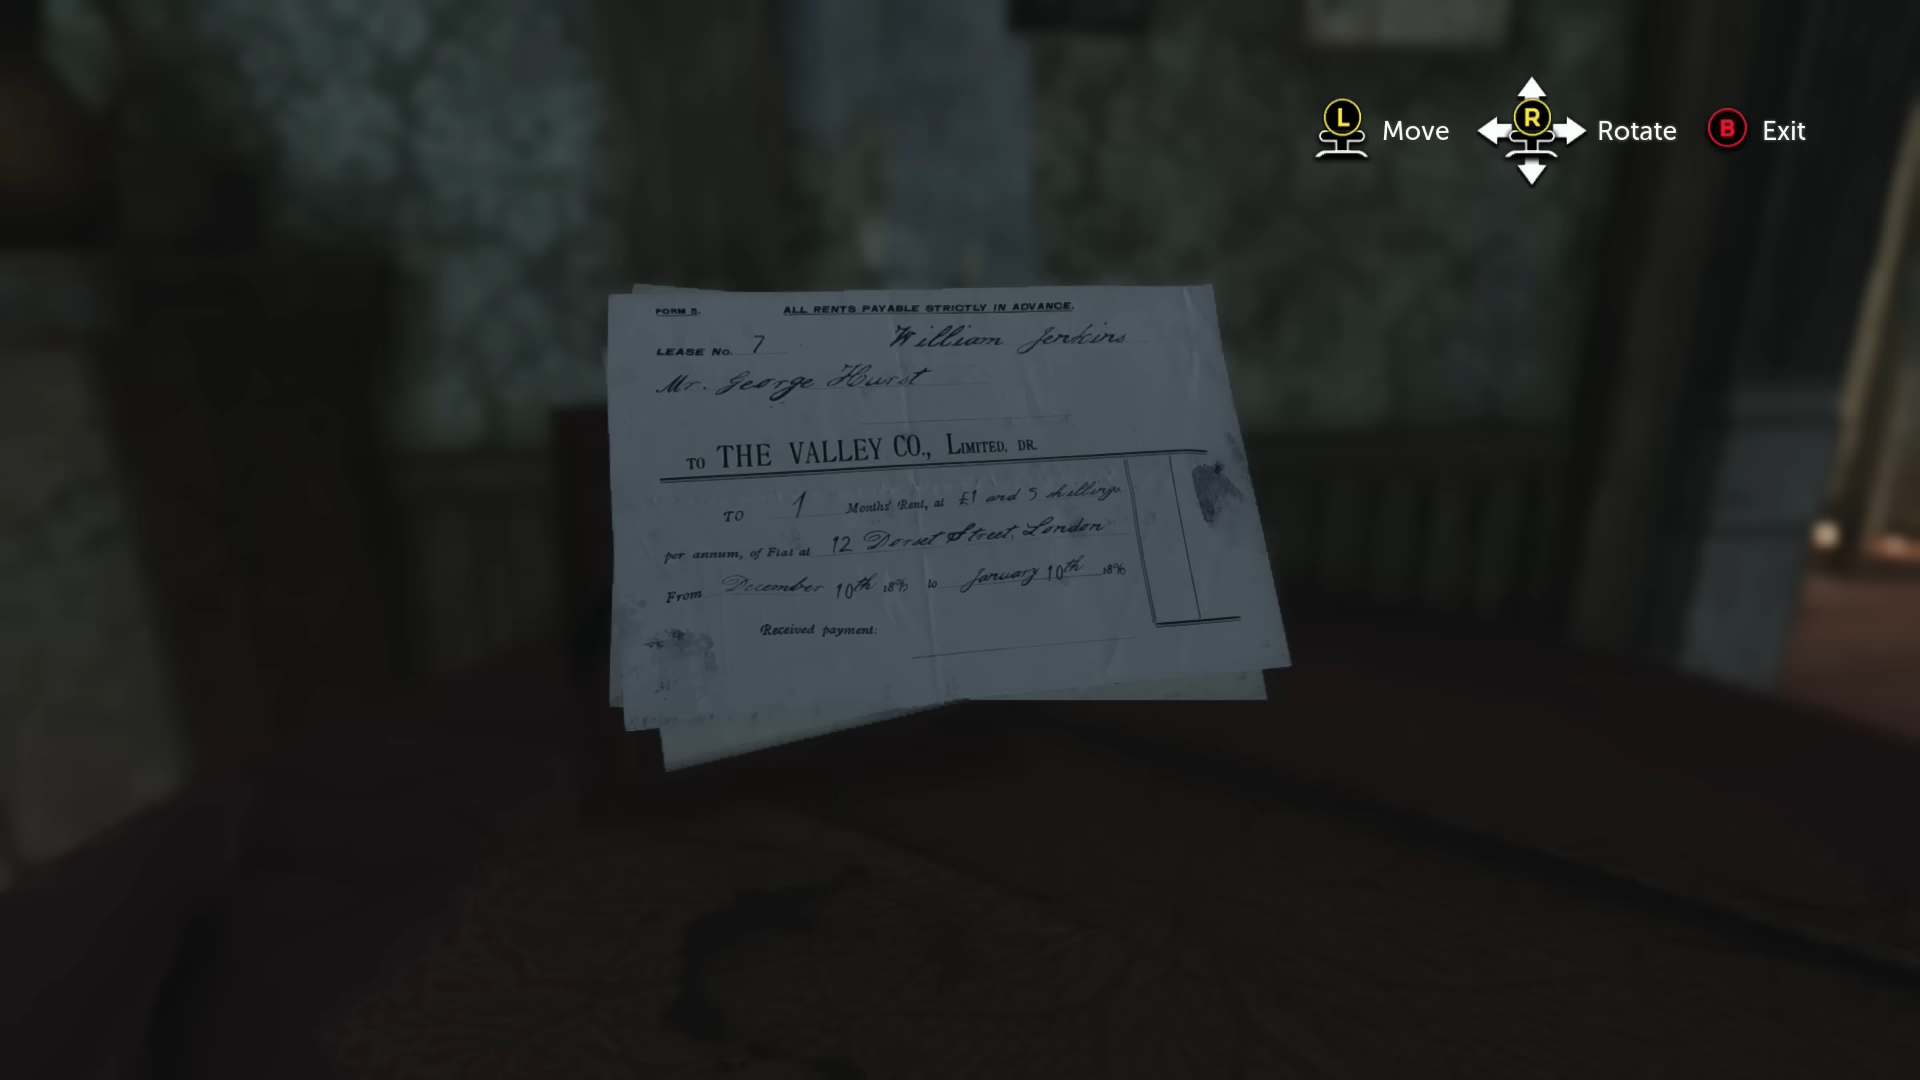 L Move R Rotate B Exit
FORM 5. ALL RENTS PAYABLE STRICTLY IN ADVANCE.
William Jenkins
LEASE No. 7
Mr. George Hurst
TO THE VALLEY CO., LIMITED, DR.
TO 1 Months' Rent, at £1 and 5 shillings
per annum, of Flat at 12 Dorset Street, London
From December 10th to January 10th
Received payment: